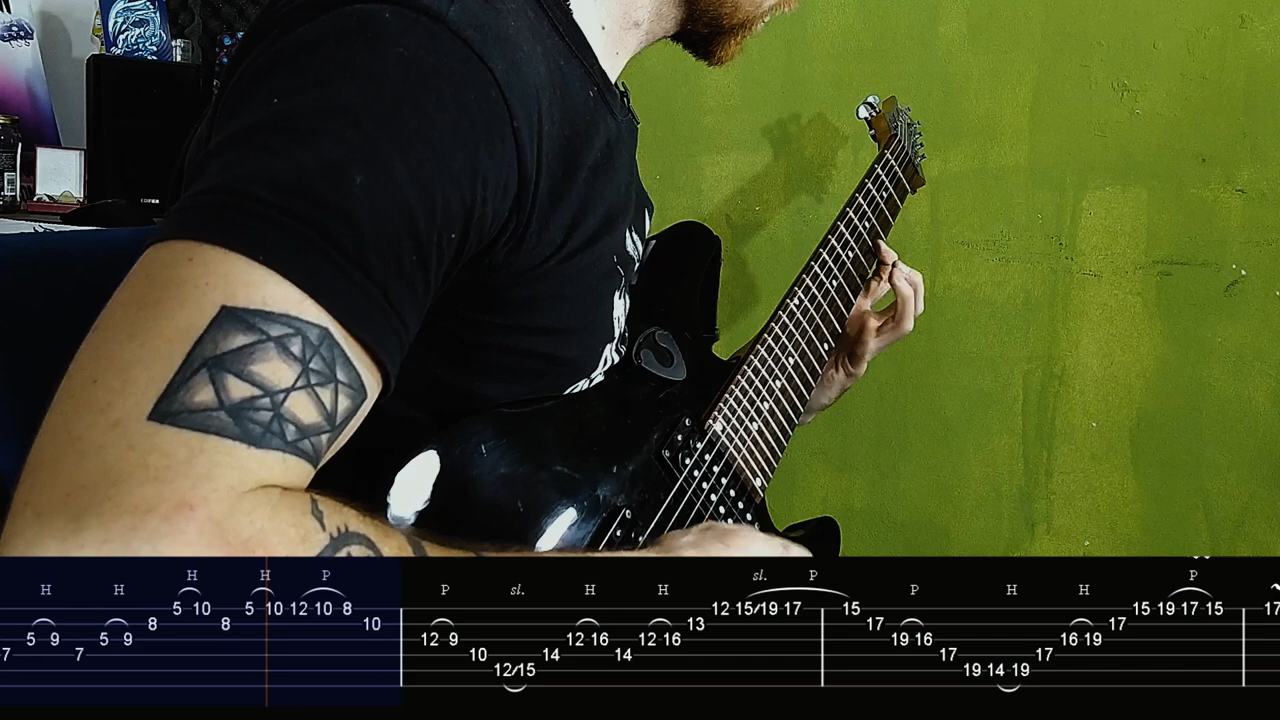 EDIFIER
H H H H P P sl. H H sl. P P H H P
5 10 5 10 12 10 8 12 15 19 17 15 15 19 17 15 17
8 8 10 13 17 17
5 9 5 9 12 9 12 16 12 16 19 16 16 19
7 7 10 14 14 17 17
12 15 19 14 19